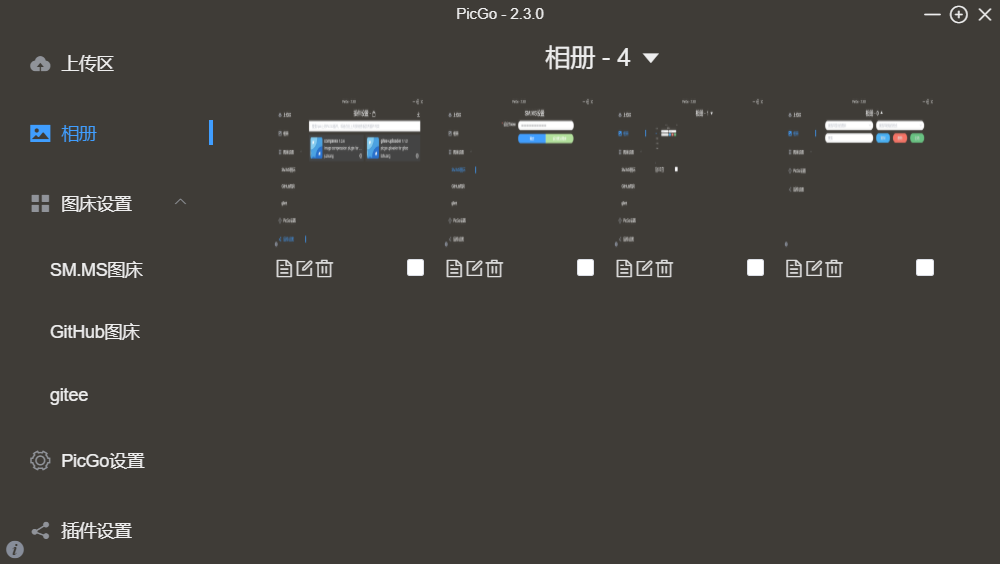 PicGo - 2.3.0
上传区
相册 - 4
相册
图床设置
SM.MS图床
GitHub图床
gitee
PicGo设置
插件设置